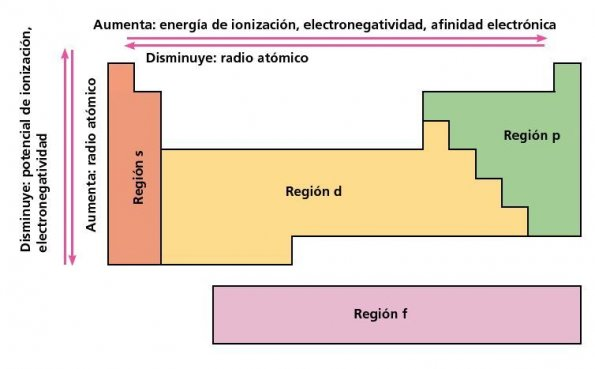 Aumenta: energía de ionización, electronegatividad, afinidad electrónica
Disminuye: radio atómico
Disminuye: potencial de ionización,
electronegatividad
Aumenta: radio atómico
Región s
Región d
Región p
Región f